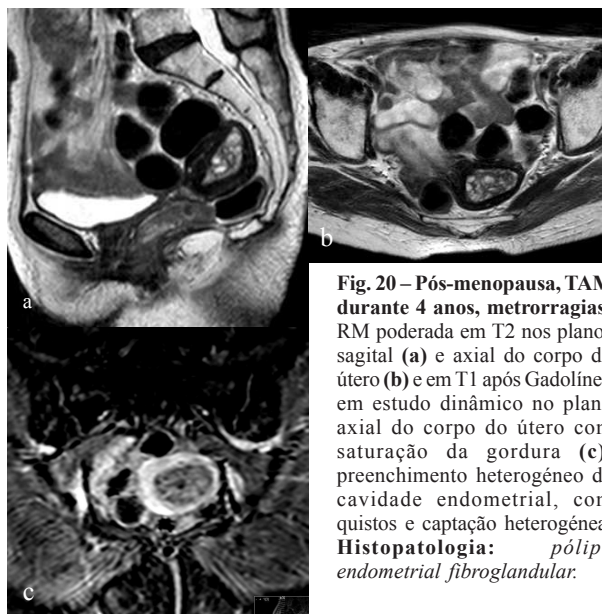 a
b
c
Fig. 20 – Pós-menopausa, TAM
durante 4 anos, metrorragias
RM poderada em T2 nos plano
sagital (a) e axial do corpo d
útero (b) e em T1 após Gadolíne
em estudo dinâmico no plan
axial do corpo do útero con
saturação da gordura (c)
preenchimento heterogéneo d
cavidade endometrial, con
quistos e captação heterogénea
Histopatologia: pólip
endometrial fibroglandular.